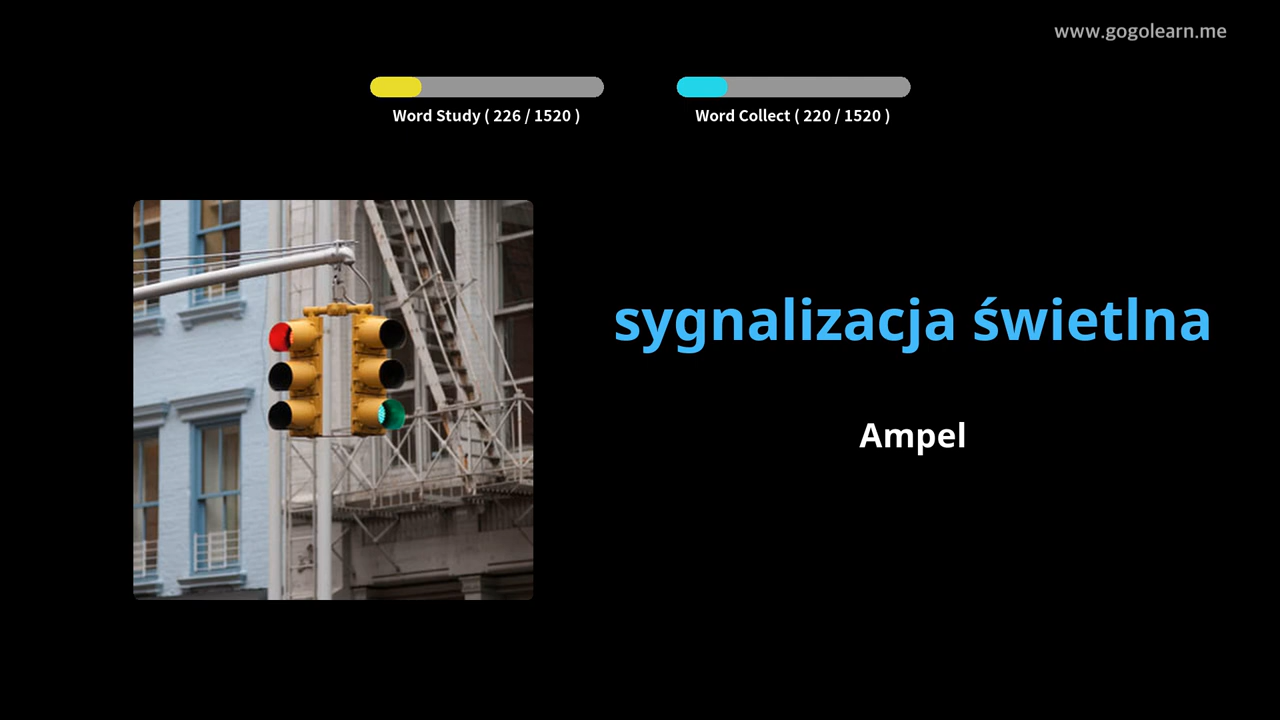 www.gogolearn.me
Word Study ( 226 / 1520 )
Word Collect ( 220 / 1520 )
sygnalizacja świetlna
Ampel